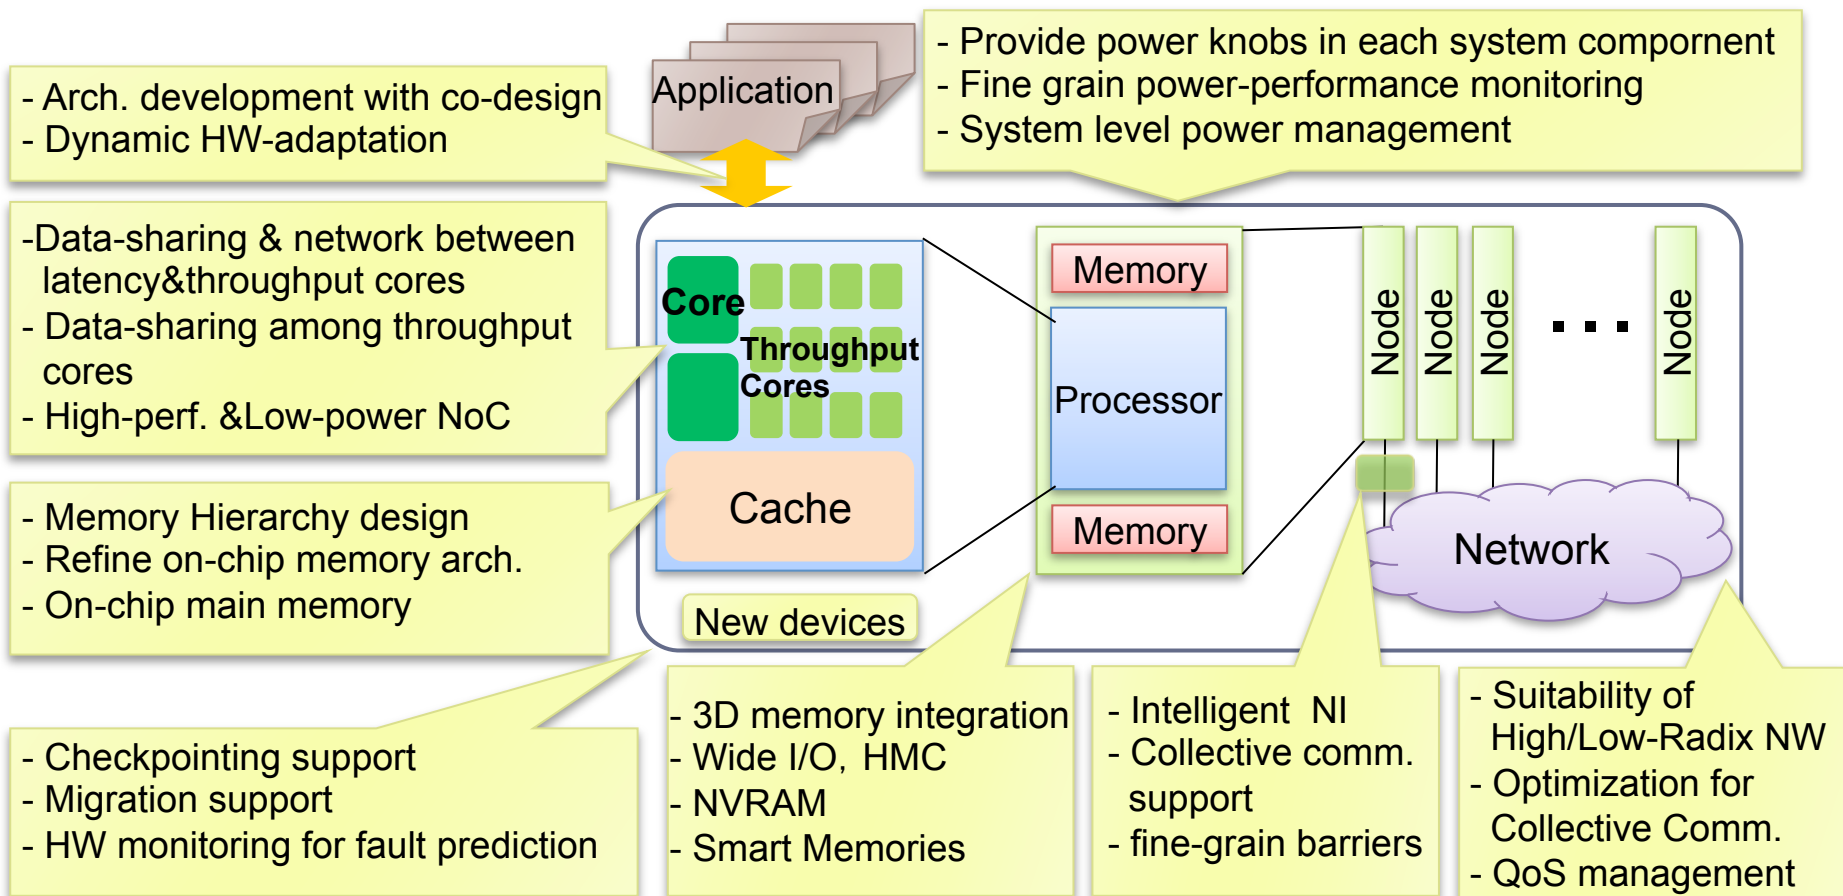 Application
- Provide power knobs in each system compornent
- Fine grain power-performance monitoring
- System level power management
- Arch. development with co-design
- Dynamic HW-adaptation
-Data-sharing & network between
latency&throughput cores
- Data-sharing among throughput
cores
- High-perf. &Low-power NoC
Core
Throughput
Cores
Cache
New devices
Memory
Processor
Memory
Node
Node
Node
...
Node
Network
- Memory Hierarchy design
- Refine on-chip memory arch.
- On-chip main memory
- Checkpointing support
- Migration support
- HW monitoring for fault prediction
- 3D memory integration
- Wide I/O, HMC
- NVRAM
- Smart Memories
- Intelligent NI
- Collective comm.
support
- fine-grain barriers
- Suitability of
High/Low-Radix NW
- Optimization for
Collective Comm.
- QoS management